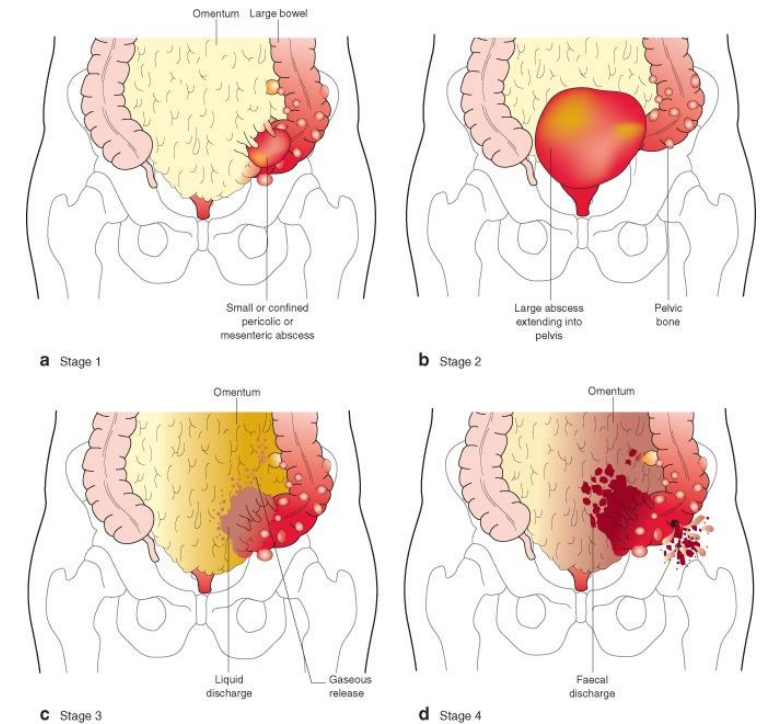 Omentum Large bowel
Small or confined
pericolic or
mesenteric abscess
a Stage 1
Large abscess
extending into
pelvis
Pelvic
bone
b Stage 2
Omentum
Liquid
discharge
Gaseous
release
c Stage 3
Omentum
Faecal
discharge
d Stage 4